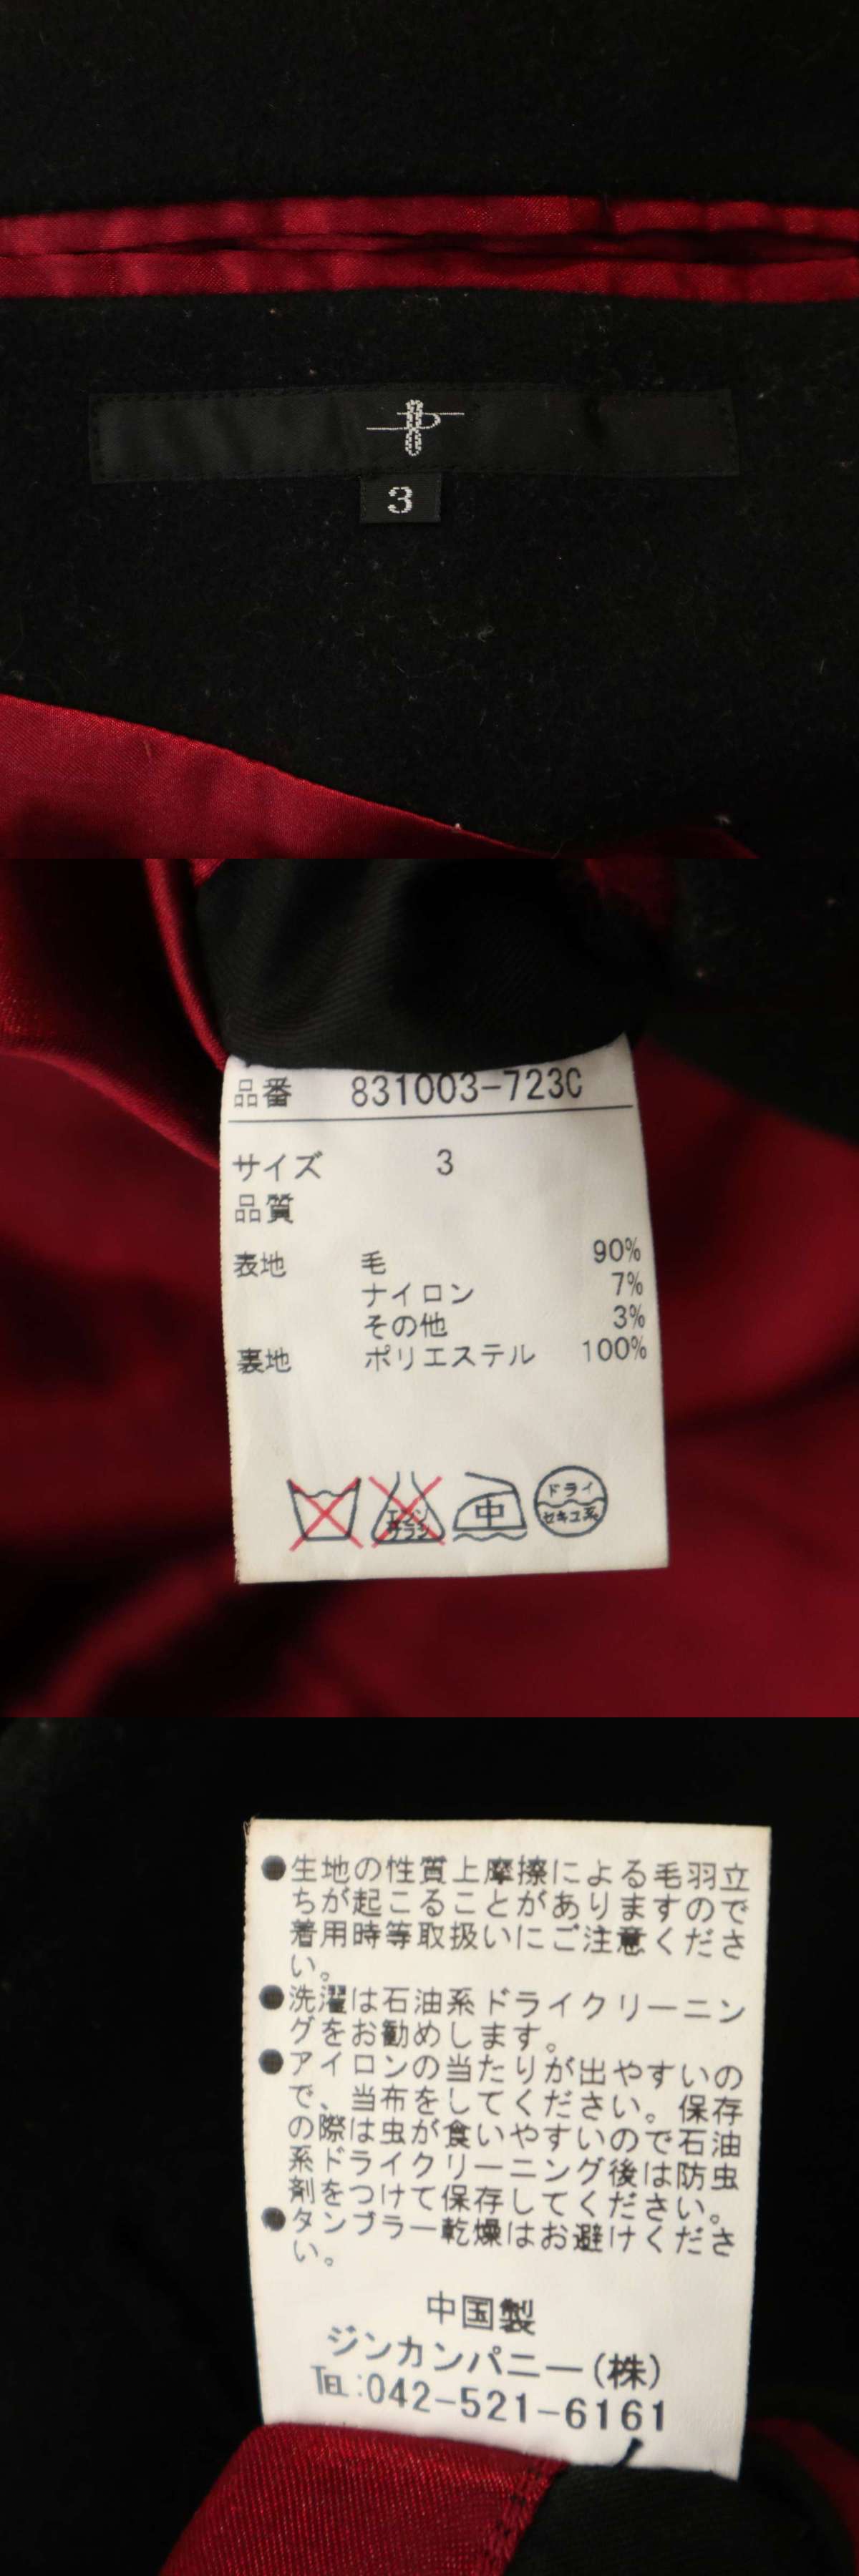 3
品番 831003-723C
サイズ 3
品質
表地 毛 90%
ナイロン 7%
その他 3%
裏地 ポリエステル 100%
エンソ
サラシ
中
ドライ
セキユ系
●生地の性質上摩擦による毛羽立
ちが起こることがありますので
着用時等取扱いにご注意くださ
い。
●洗濯は石油系ドライクリーニン
グをお勧めします。
●アイロンの当たりが出やすいの
で、当布をしてください。保存
の際は虫が食いやすいので石油
系ドライクリーニング後は防虫
剤をつけて保存してください。
●タンブラー乾燥はお避けくださ
い。
中国製
ジンカンパニー(株)
TEL:042-521-6161